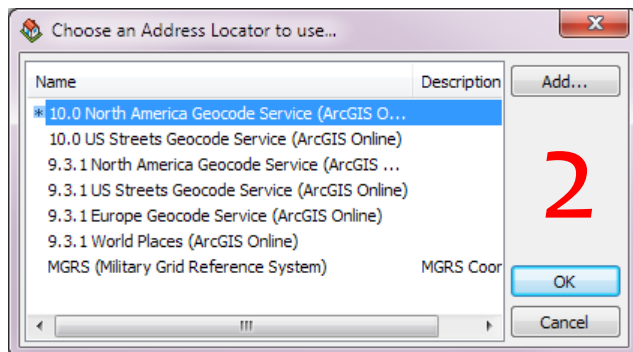 Choose an Address Locator to use...
Name Description Add...
* 10.0 North America Geocode Service (ArcGIS O...
10.0 US Streets Geocode Service (ArcGIS Online)
9.3.1 North America Geocode Service (ArcGIS ...
9.3.1 US Streets Geocode Service (ArcGIS Online)
9.3.1 Europe Geocode Service (ArcGIS Online)
9.3.1 World Places (ArcGIS Online)
MGRS (Military Grid Reference System) MGRS Coor
2
OK
Cancel